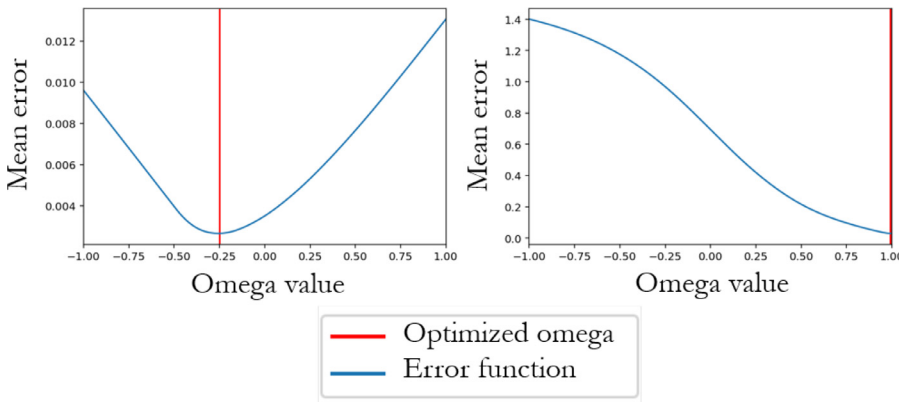 Mean error
0.012
0.010
0.008
0.006
0.004
−1.00 −0.75 −0.50 −0.25 0.00 0.25 0.50 0.75 1.00
Omega value
Mean error
1.4
1.2
1.0
0.8
0.6
0.4
0.2
0.0
−1.00 −0.75 −0.50 −0.25 0.00 0.25 0.50 0.75 1.00
Omega value
Optimized omega
Error function